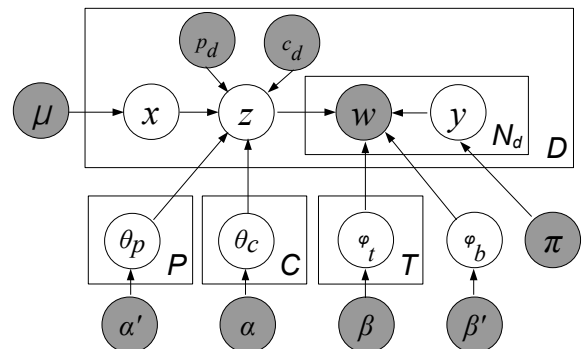 p_d c_d
μ x z w y
N_d
D
θ_p P θ_c C φ_t T φ_b π
α' α β β'